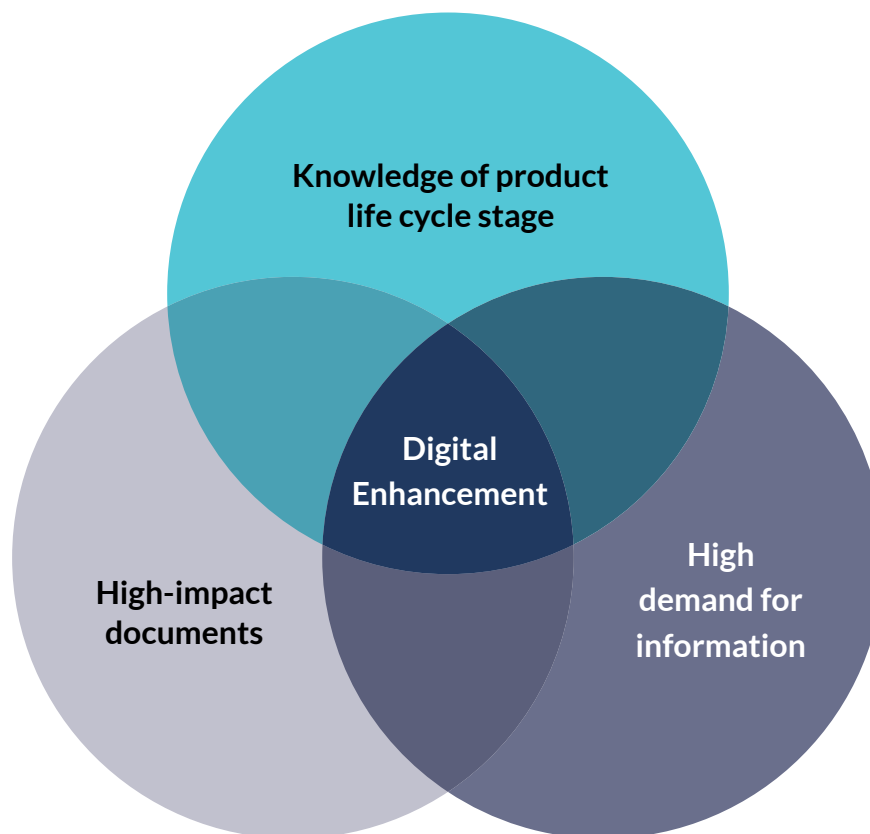 Knowledge of product
life cycle stage
Digital
Enhancement
High-impact
documents
High
demand for
information